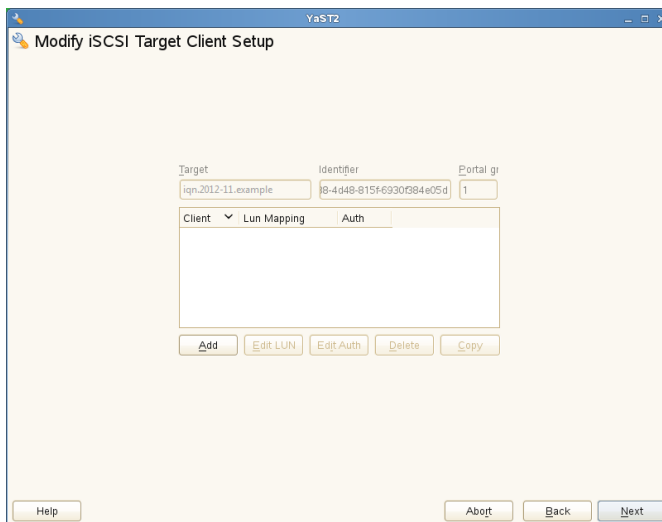 YaST2
Modify iSCSI Target Client Setup
Target Identifier Portal gr
iqn.2012-11.example 8-4d48-815f-6930f384e05d 1
Client Lun Mapping Auth
Add Edit LUN Edit Auth Delete Copy
Help Abort Back Next